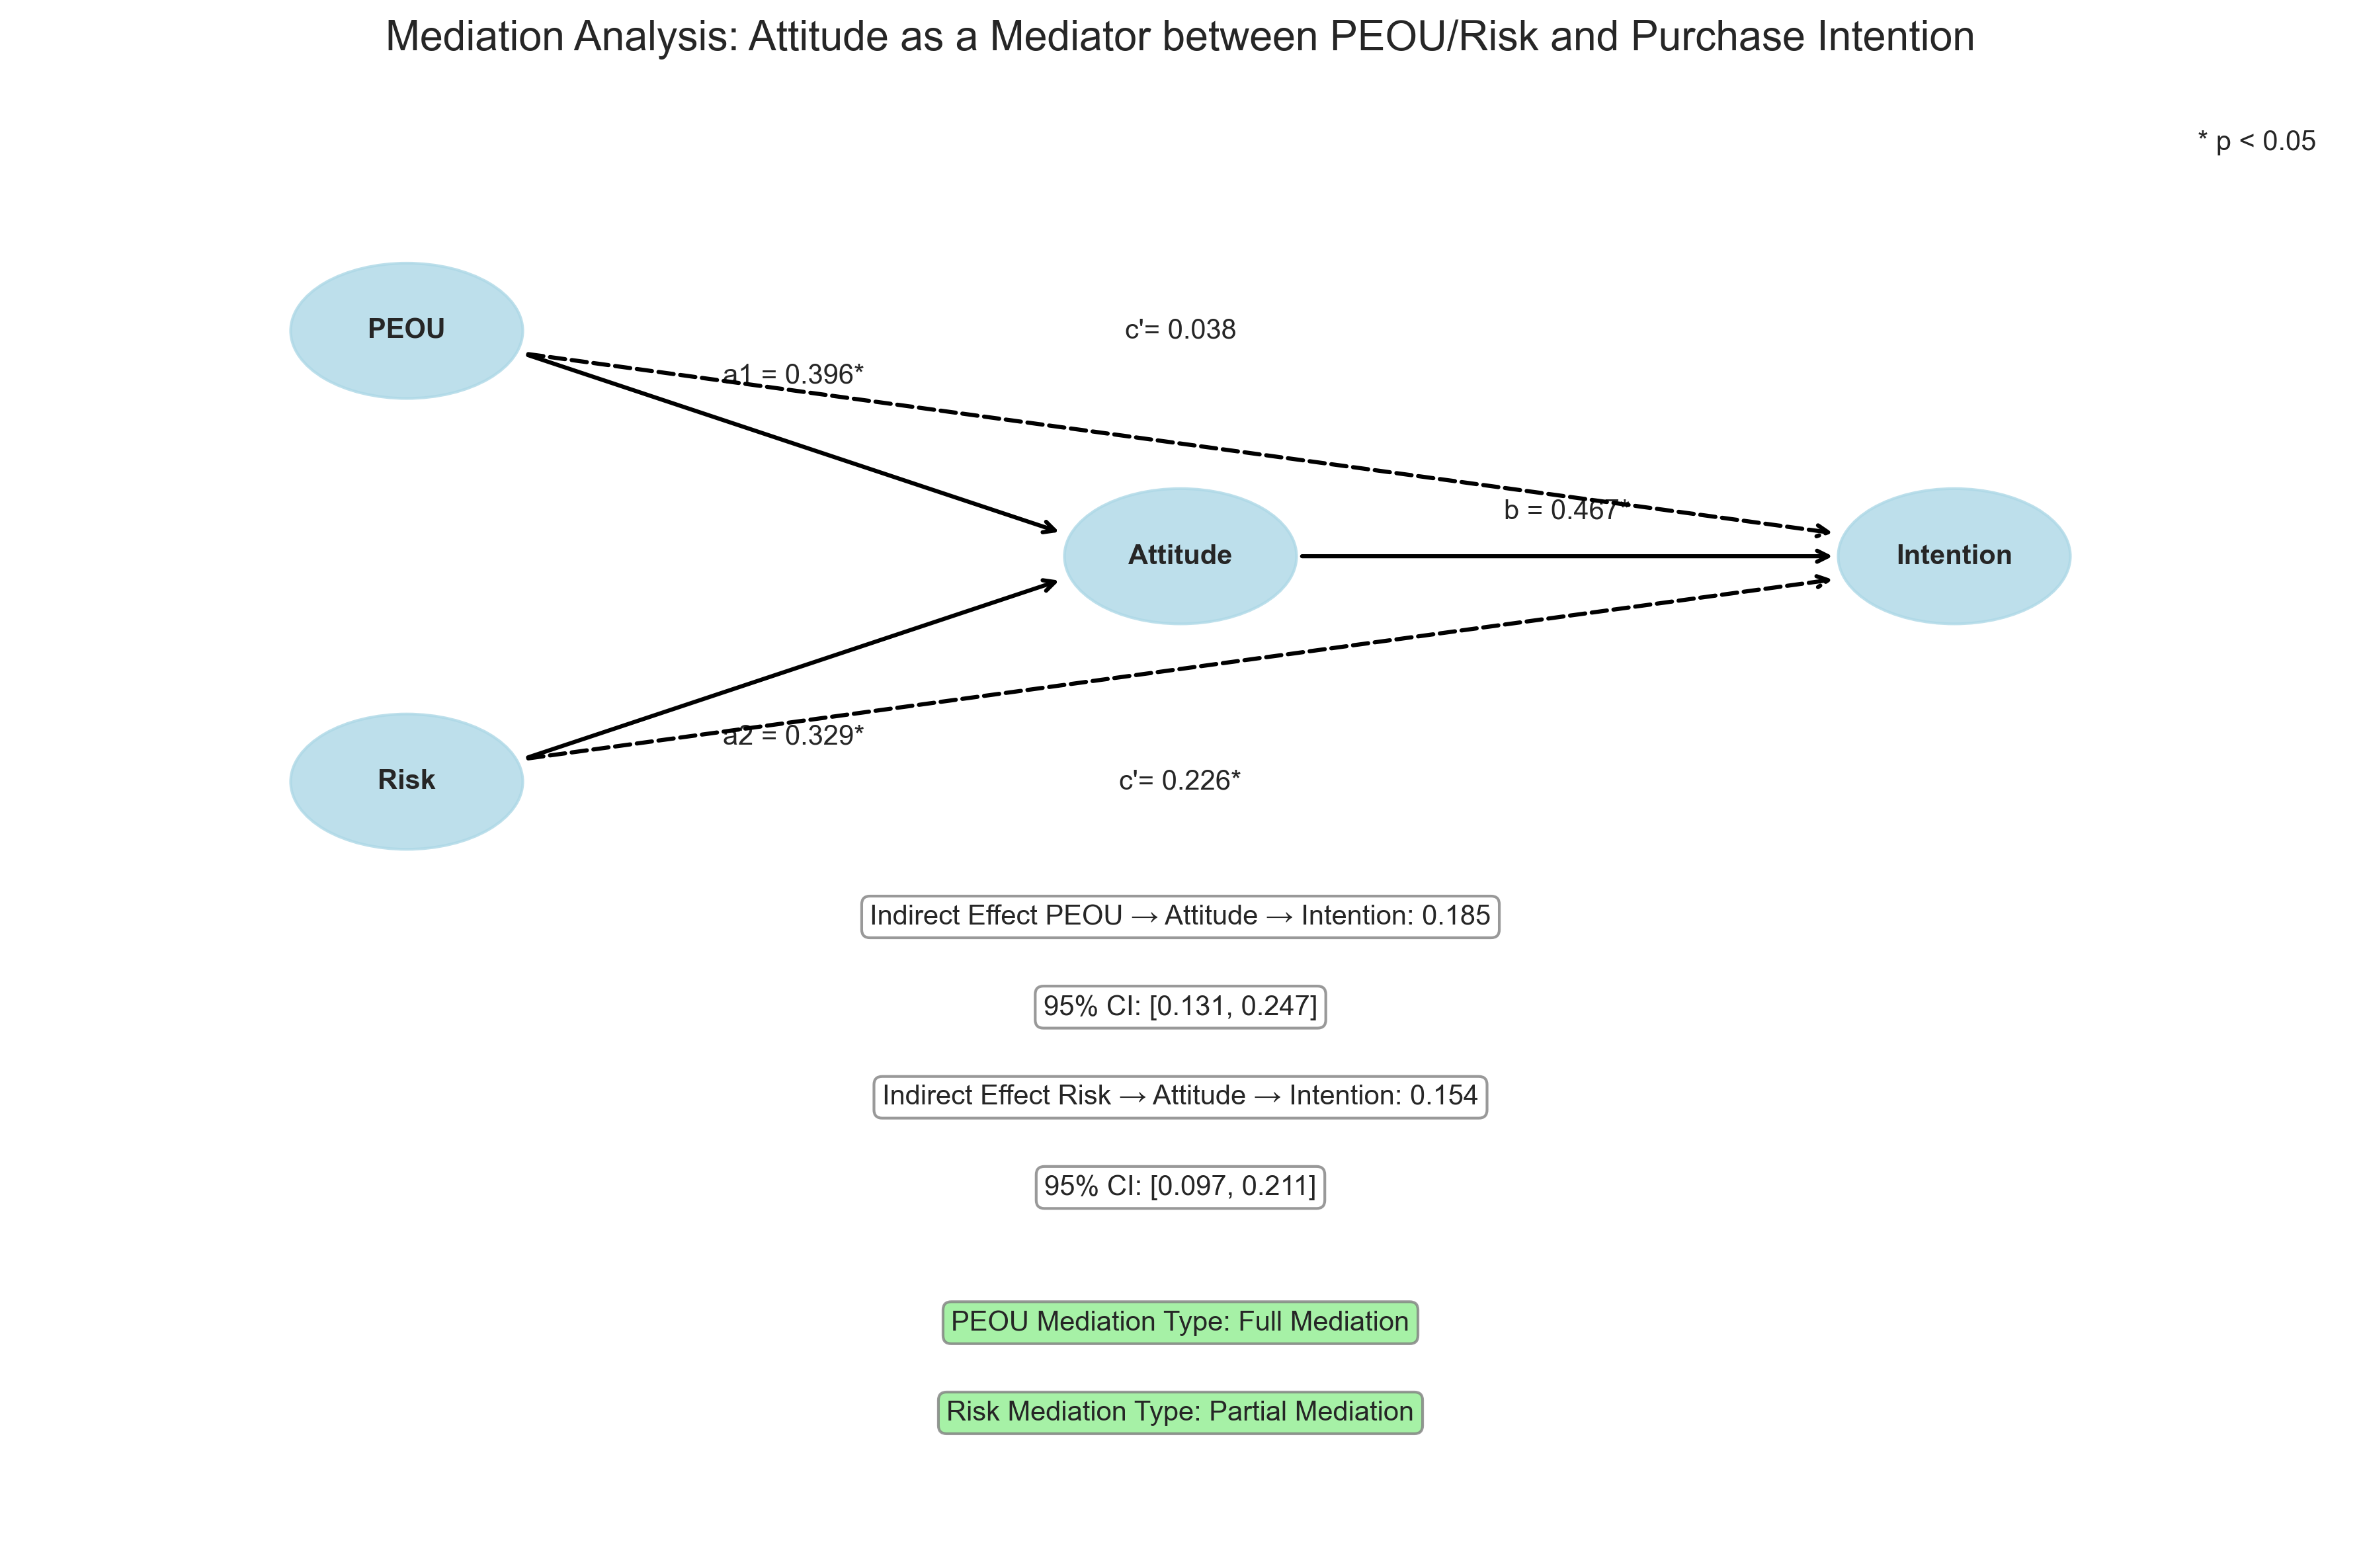 Mediation Analysis: Attitude as a Mediator between PEOU/Risk and Purchase Intention
* p < 0.05
PEOU
c'= 0.038
a1 = 0.396*
b = 0.467*
Attitude
Intention
a2 = 0.329*
Risk
c'= 0.226*
Indirect Effect PEOU → Attitude → Intention: 0.185
95% CI: [0.131, 0.247]
Indirect Effect Risk → Attitude → Intention: 0.154
95% CI: [0.097, 0.211]
PEOU Mediation Type: Full Mediation
Risk Mediation Type: Partial Mediation